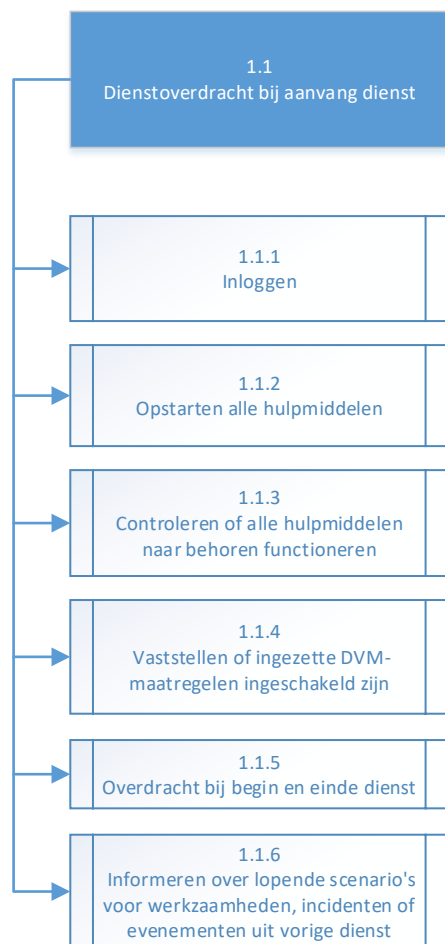 1.1
Dienstoverdracht bij aanvang dienst
1.1.1
Inloggen
1.1.2
Opstarten alle hulpmiddelen
1.1.3
Controleren of alle hulpmiddelen
naar behoren functioneren
1.1.4
Vaststellen of ingezette DVM-
maatregelen ingeschakeld zijn
1.1.5
Overdracht bij begin en einde dienst
1.1.6
Informeren over lopende scenario's
voor werkzaamheden, incidenten of
evenementen uit vorige dienst